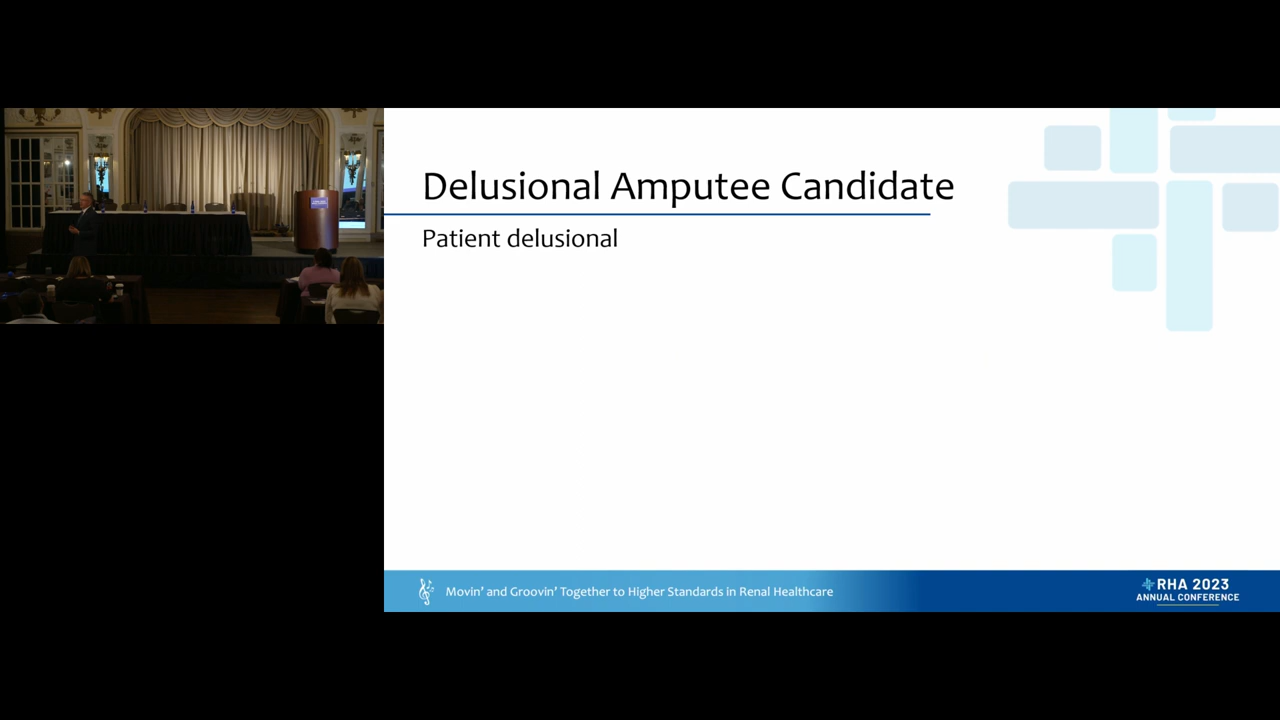 Delusional Amputee Candidate
Patient delusional
Movin' and Groovin' Together to Higher Standards in Renal Healthcare
RHA 2023
ANNUAL CONFERENCE